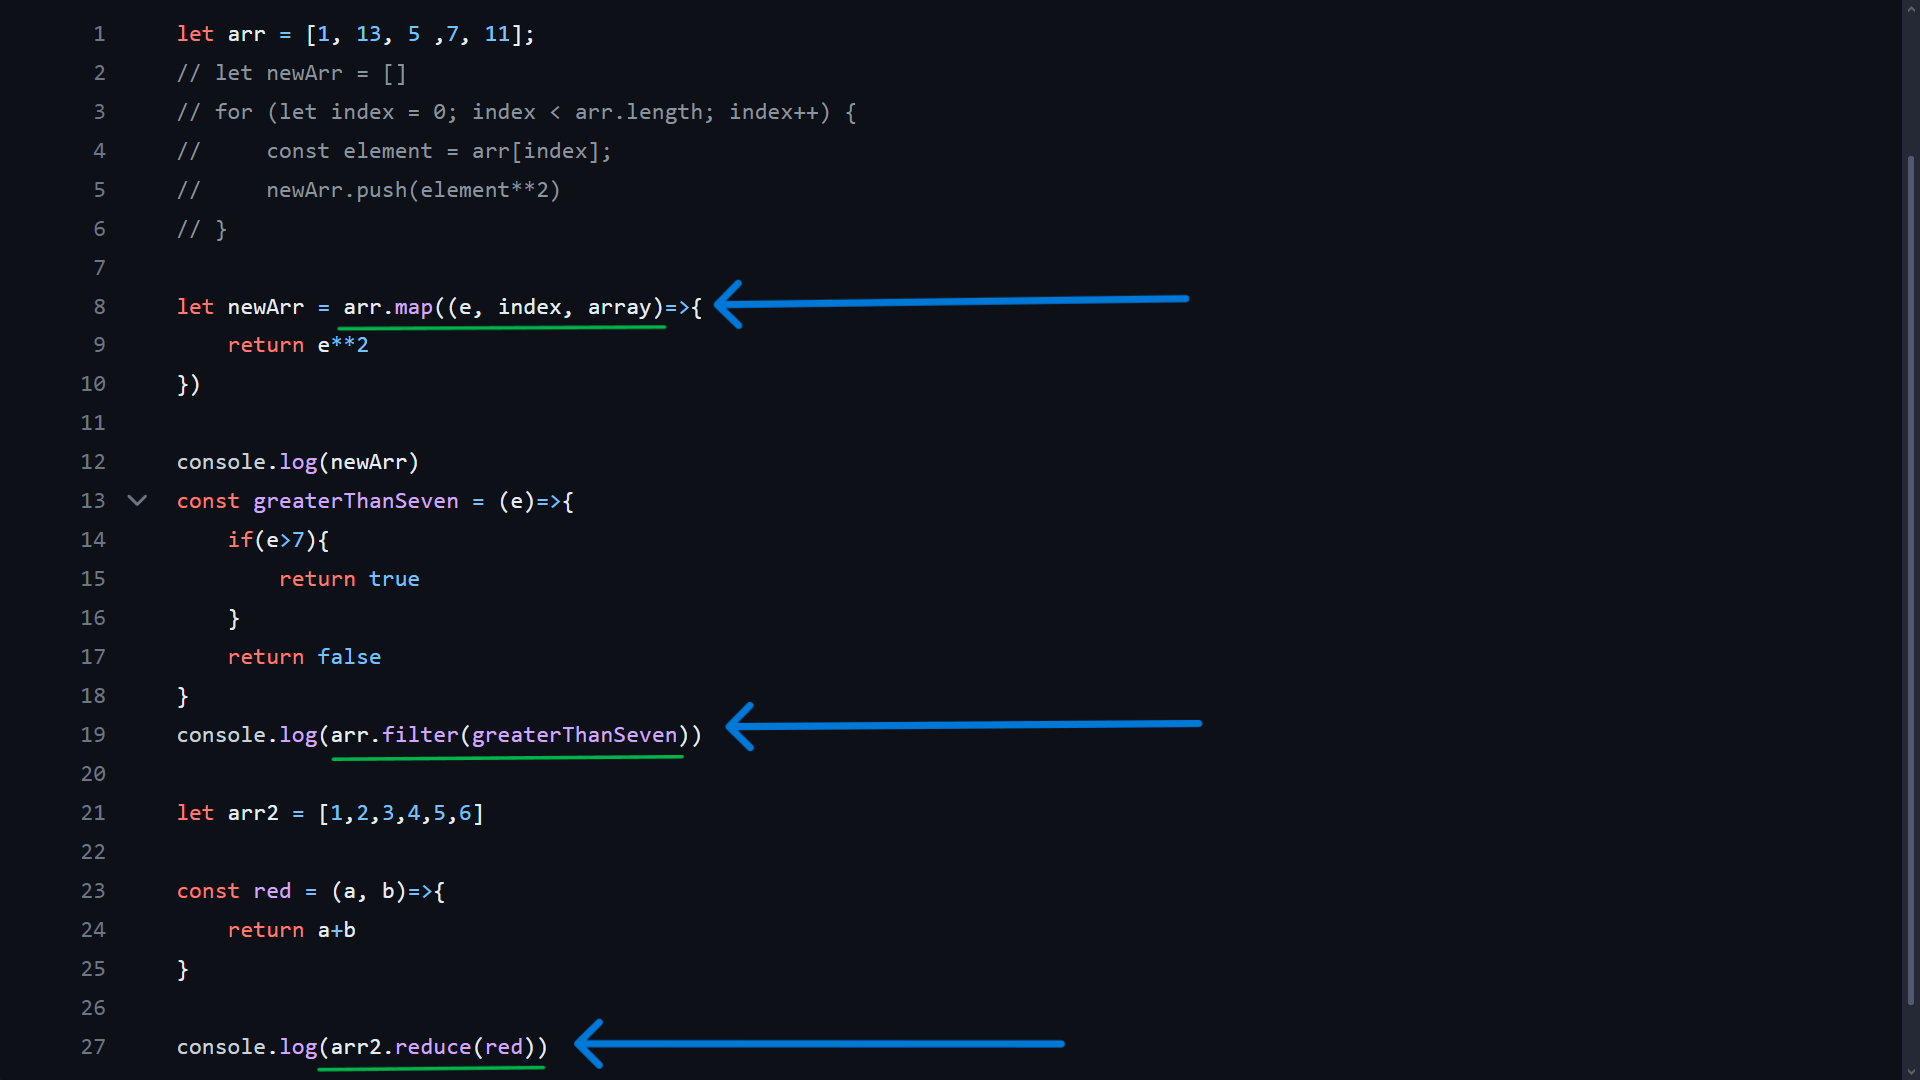 1 let arr = [1, 13, 5 ,7, 11];
2 // let newArr = []
3 // for (let index = 0; index < arr.length; index++) {
4 //     const element = arr[index];
5 //     newArr.push(element**2)
6 // }
7
8 let newArr = arr.map((e, index, array)=>{
9     return e**2
10 })
11
12 console.log(newArr)
13 const greaterThanSeven = (e)=>{
14     if(e>7){
15         return true
16     }
17     return false
18 }
19 console.log(arr.filter(greaterThanSeven))
20
21 let arr2 = [1,2,3,4,5,6]
22
23 const red = (a, b)=>{
24     return a+b
25 }
26
27 console.log(arr2.reduce(red))